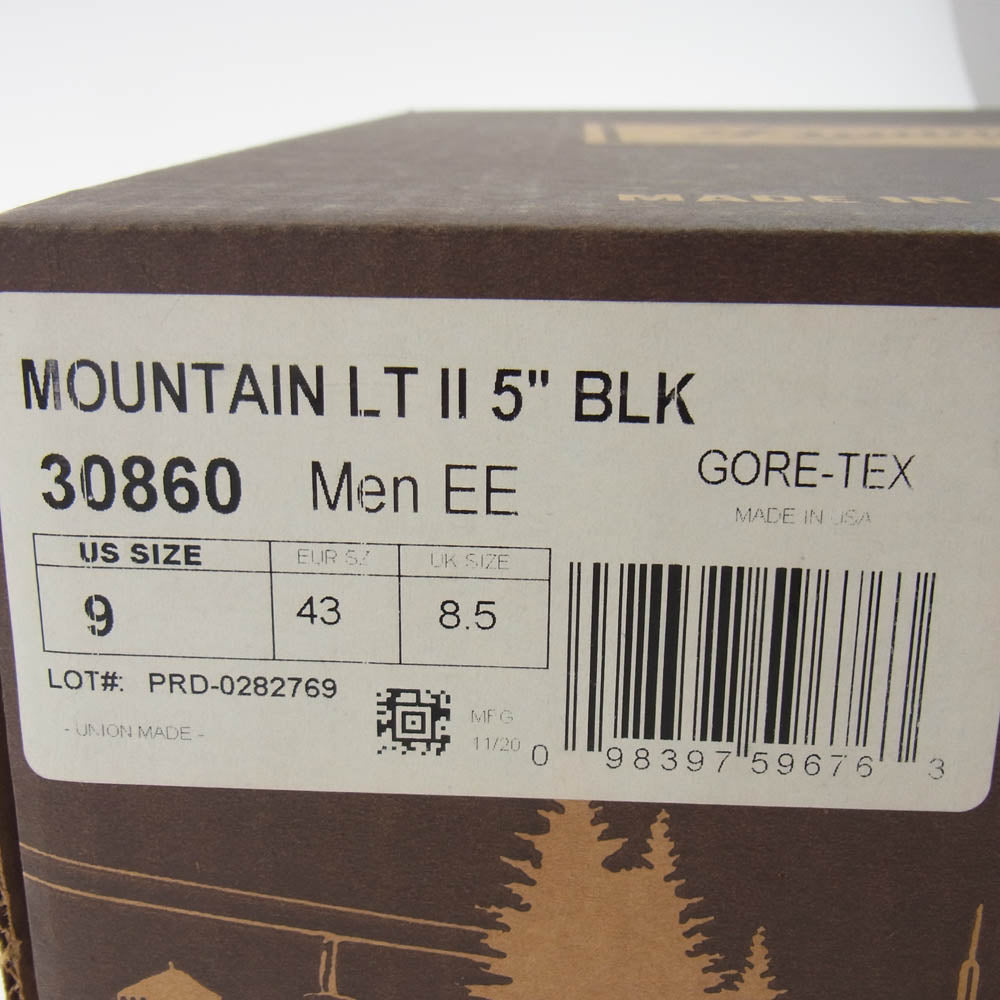 MADE IN
MOUNTAIN LT II 5" BLK
30860 Men EE
GORE-TEX
MADE IN USA
US SIZE EUR SZ UK SIZE
9 43 8.5
LOT#: PRD-0282769
- UNION MADE -
MFG
11/20
0 98397 59676 3